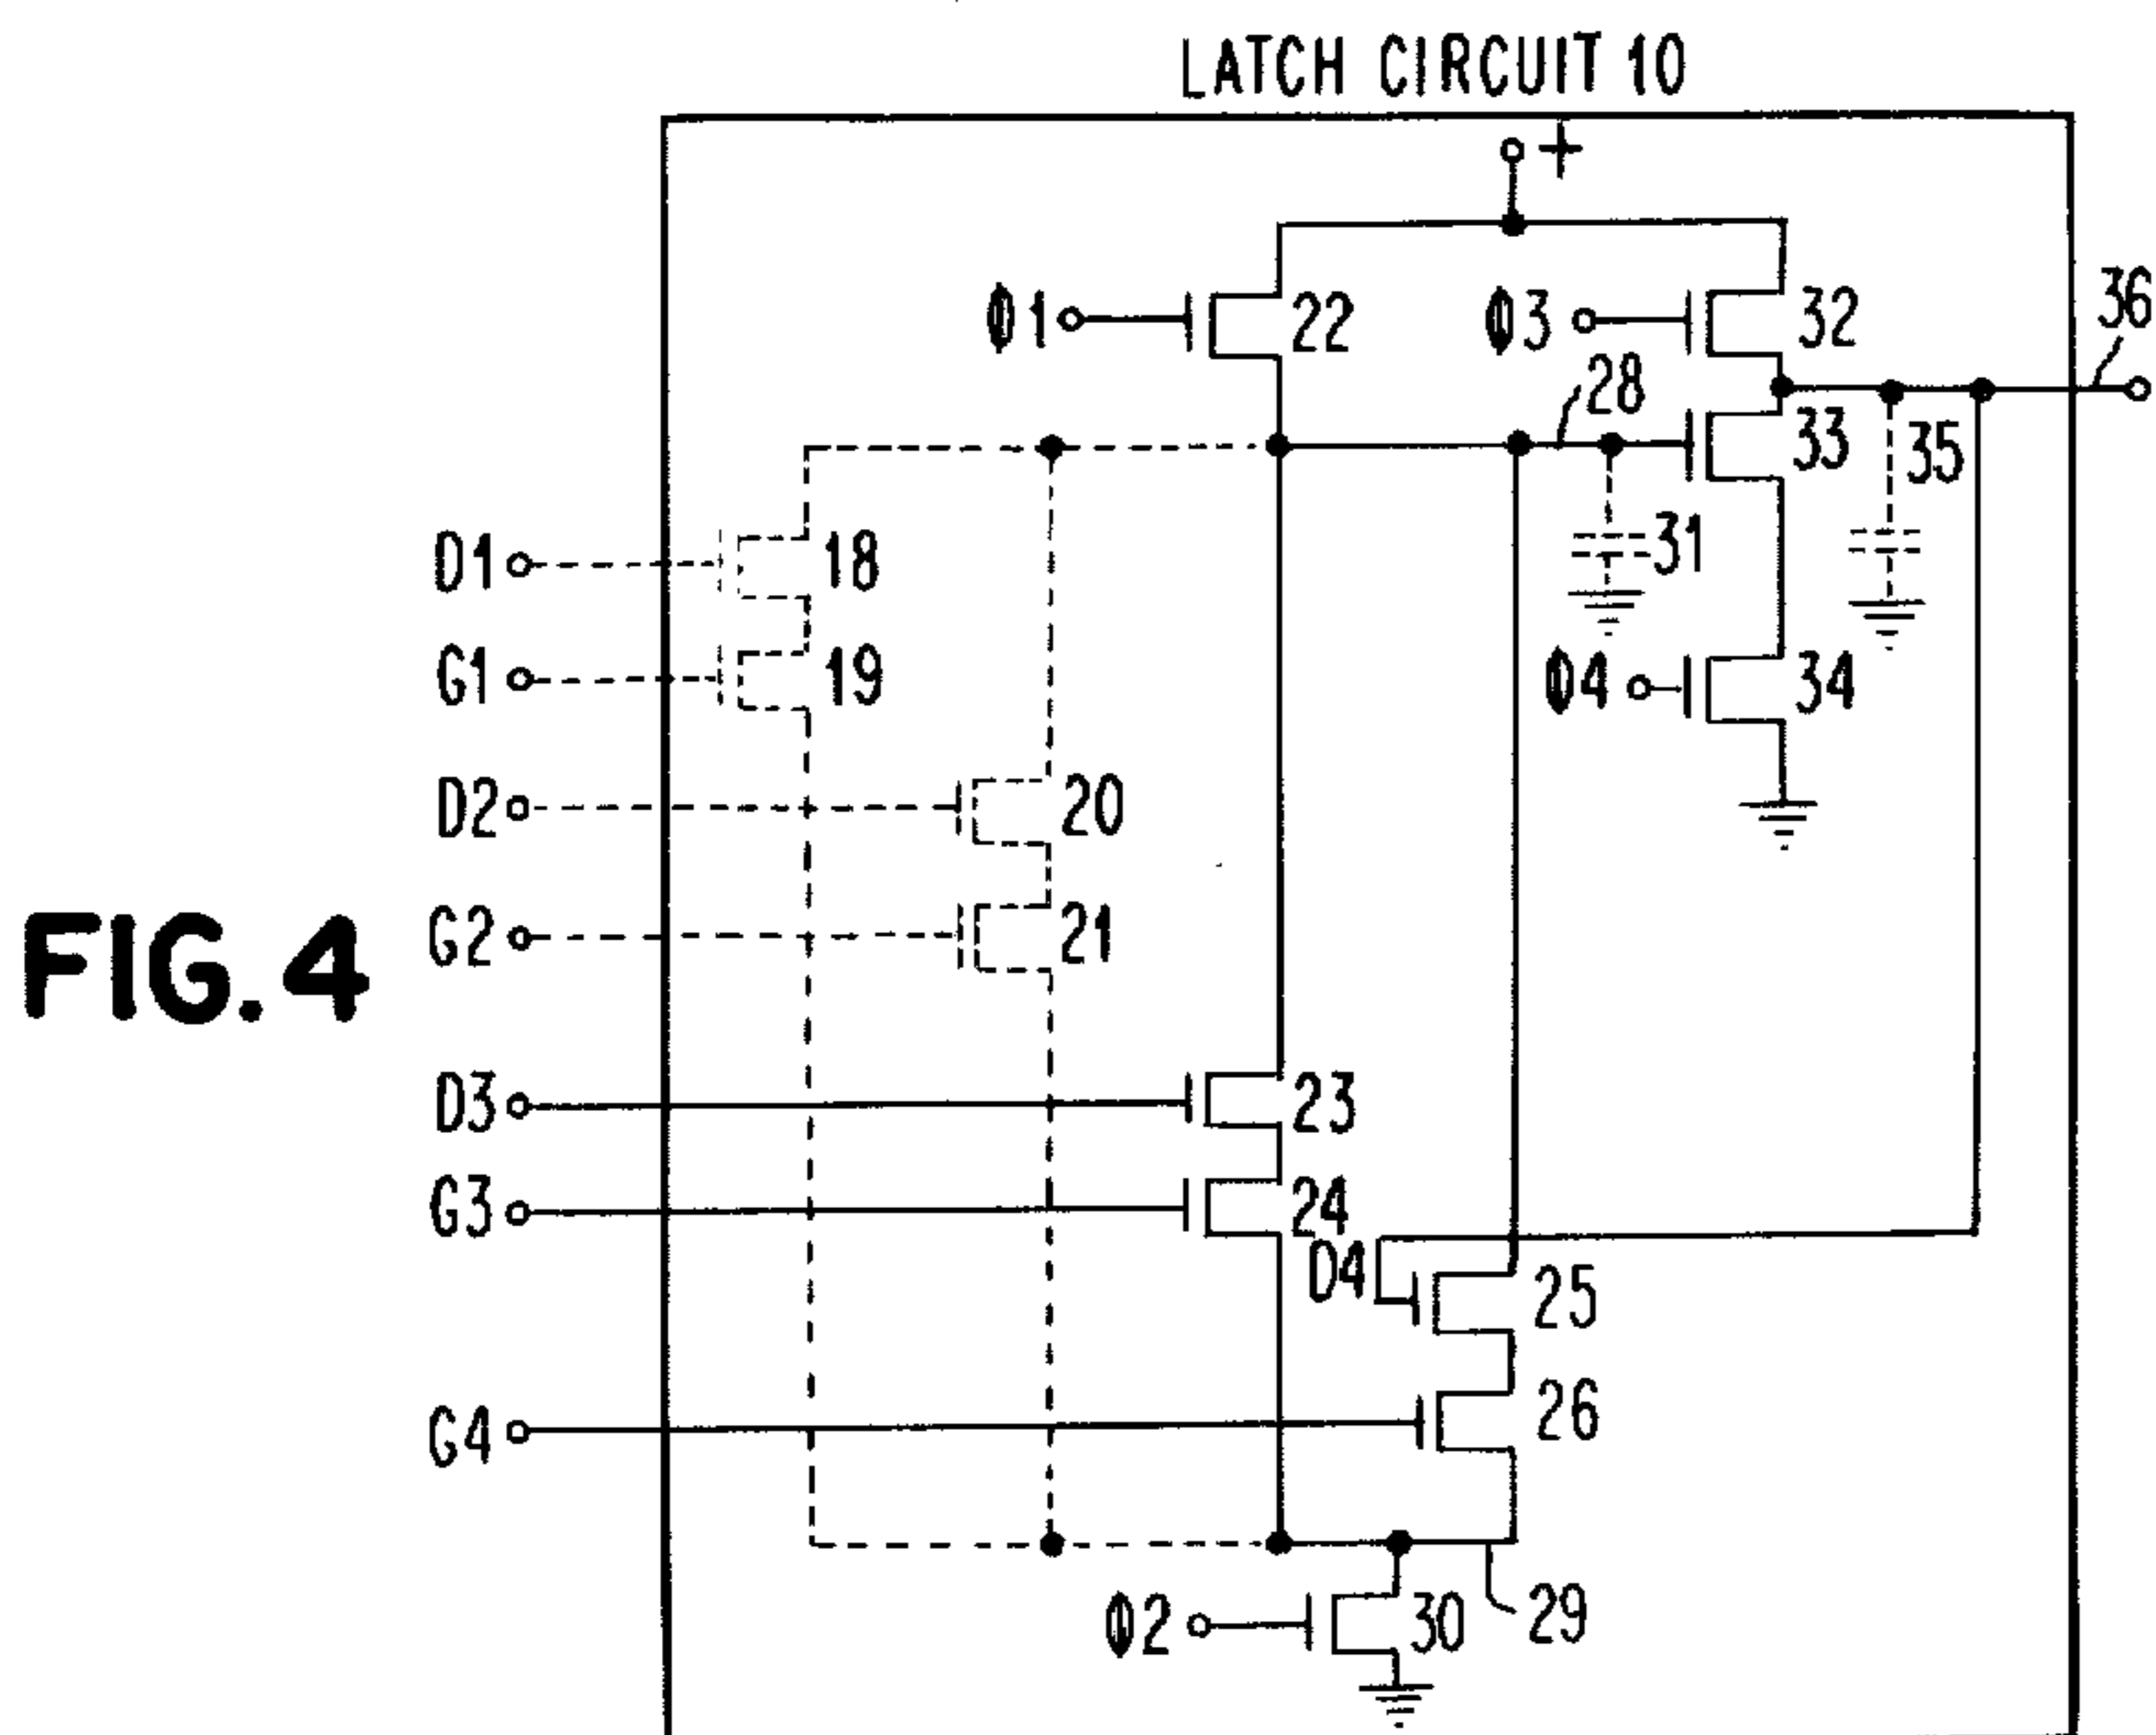 LATCH CIRCUIT 10
+
Φ1 22 Φ3 32 36
28
33 35
D1 18 31
G1 19 Φ4 34
D2 20
G2 21
FIG. 4
D3 23
G3 24
D4 25
G4 26
Φ2 30 29